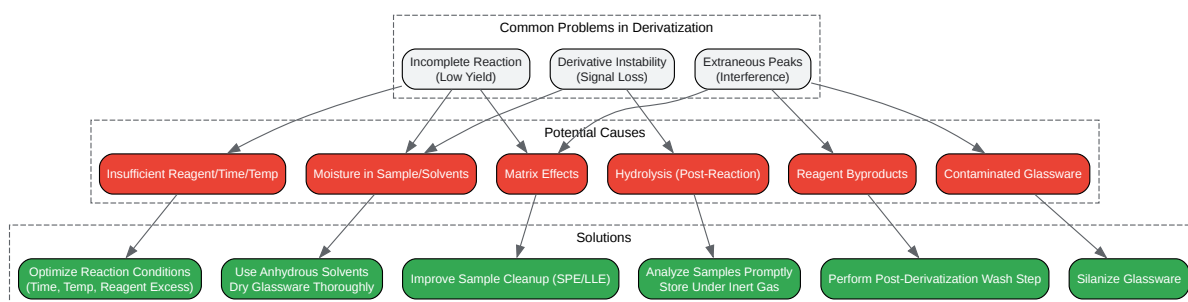 Common Problems in Derivatization
Incomplete Reaction
(Low Yield)
Derivative Instability
(Signal Loss)
Extraneous Peaks
(Interference)
Potential Causes
Insufficient Reagent/Time/Temp
Moisture in Sample/Solvents
Matrix Effects
Hydrolysis (Post-Reaction)
Reagent Byproducts
Contaminated Glassware
Solutions
Optimize Reaction Conditions
(Time, Temp, Reagent Excess)
Use Anhydrous Solvents
Dry Glassware Thoroughly
Improve Sample Cleanup (SPE/LLE)
Analyze Samples Promptly
Store Under Inert Gas
Perform Post-Derivatization Wash Step
Silanize Glassware